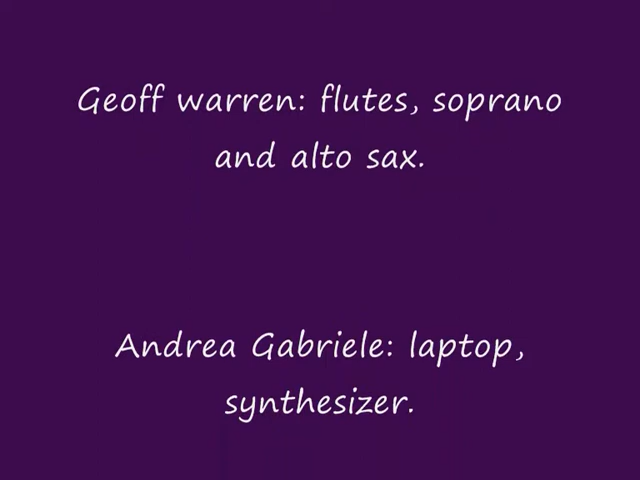 Geoff warren: flutes, soprano
and alto sax.
Andrea Gabriele: laptop,
synthesizer.